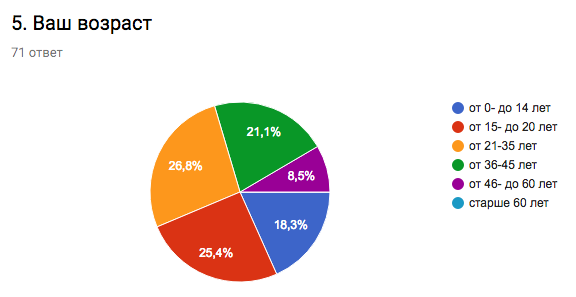 5. Ваш возраст
71 ответ
от 0- до 14 лет
от 15- до 20 лет
от 21-35 лет
от 36-45 лет
от 46- до 60 лет
старше 60 лет
21,1%
26,8%
8,5%
18,3%
25,4%